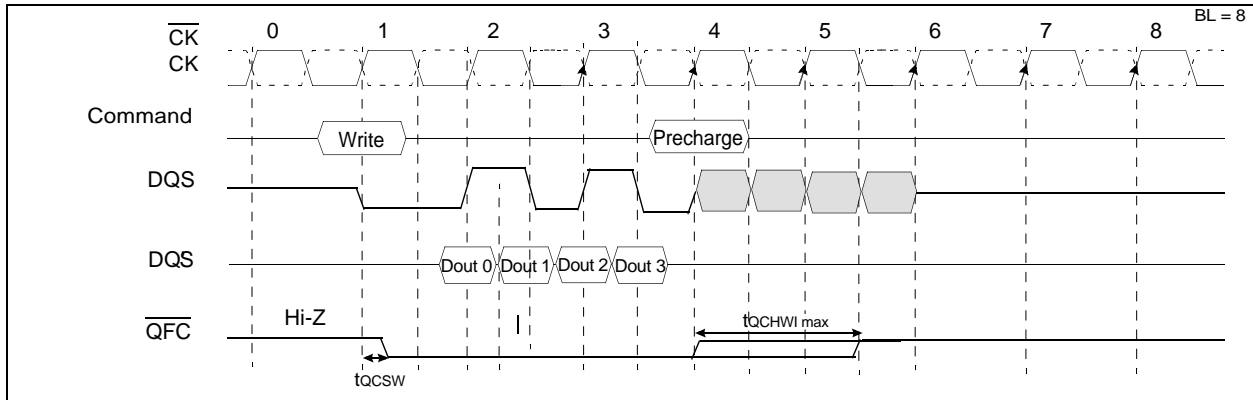 BL = 8
0 1 2 3 4 5 6 7 8
CK
CK
Command
Write
Precharge
DQS
DQS
Dout 0 Dout 1 Dout 2 Dout 3
Hi-Z
QFC
tQCHWI max
tQCSW